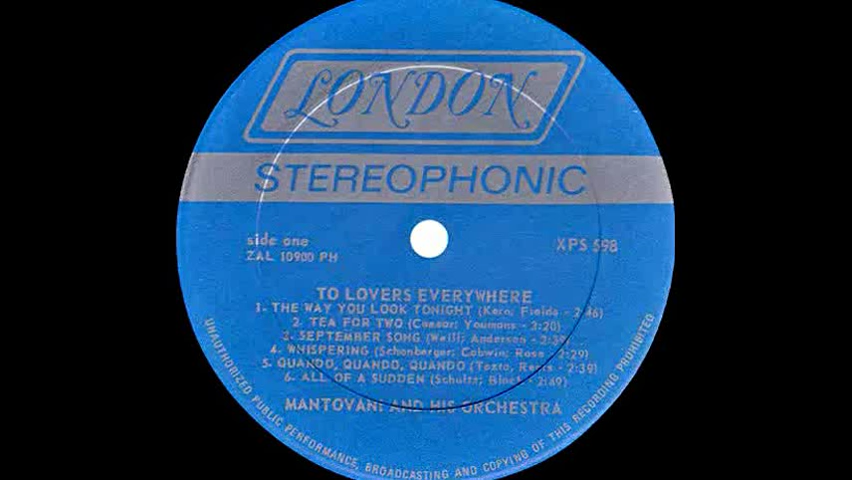 LONDON
STEREOPHONIC
side one
ZAL 10900 PH
XPS 598
TO LOVERS EVERYWHERE
1. THE WAY YOU LOOK TONIGHT (Kern; Fields - 2:46)
2. TEA FOR TWO (Caesar; Youmans - 3:20)
3. SEPTEMBER SONG (Weill; Anderson - 2:39)
4. WHISPERING (Schonberger; Coburn; Rose - 2:29)
5. QUANDO, QUANDO, QUANDO (Testa, Renis - 2:39)
6. ALL OF A SUDDEN (Schultz; Black - 2:49)
MANTOVANI AND HIS ORCHESTRA
UNAUTHORIZED PUBLIC PERFORMANCE, BROADCASTING AND COPYING OF THIS RECORDING PROHIBITED